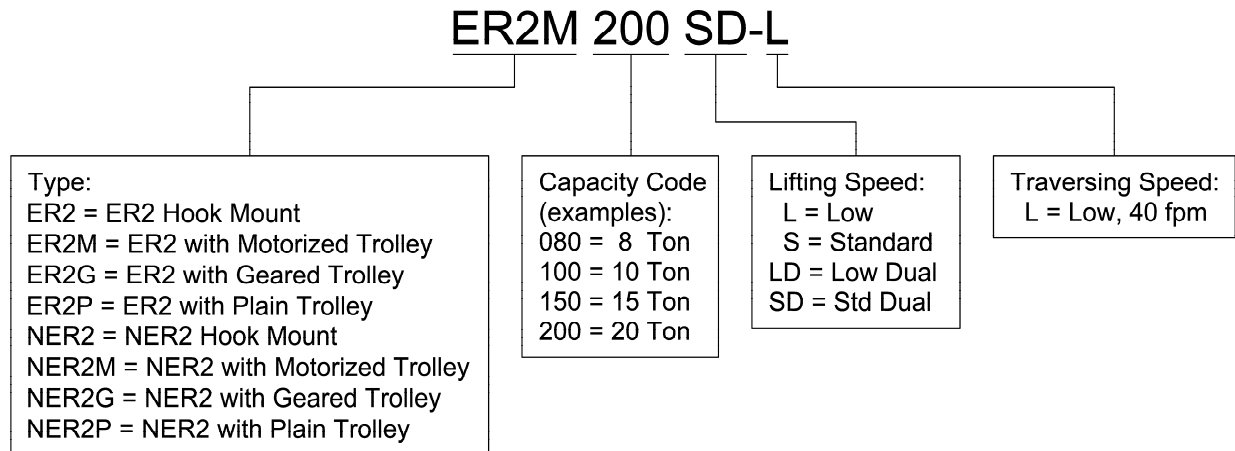 ER2M 200 SD-L
Type:
ER2 = ER2 Hook Mount
ER2M = ER2 with Motorized Trolley
ER2G = ER2 with Geared Trolley
ER2P = ER2 with Plain Trolley
NER2 = NER2 Hook Mount
NER2M = NER2 with Motorized Trolley
NER2G = NER2 with Geared Trolley
NER2P = NER2 with Plain Trolley
Capacity Code
(examples):
080 = 8 Ton
100 = 10 Ton
150 = 15 Ton
200 = 20 Ton
Lifting Speed:
L = Low
S = Standard
LD = Low Dual
SD = Std Dual
Traversing Speed:
L = Low, 40 fpm